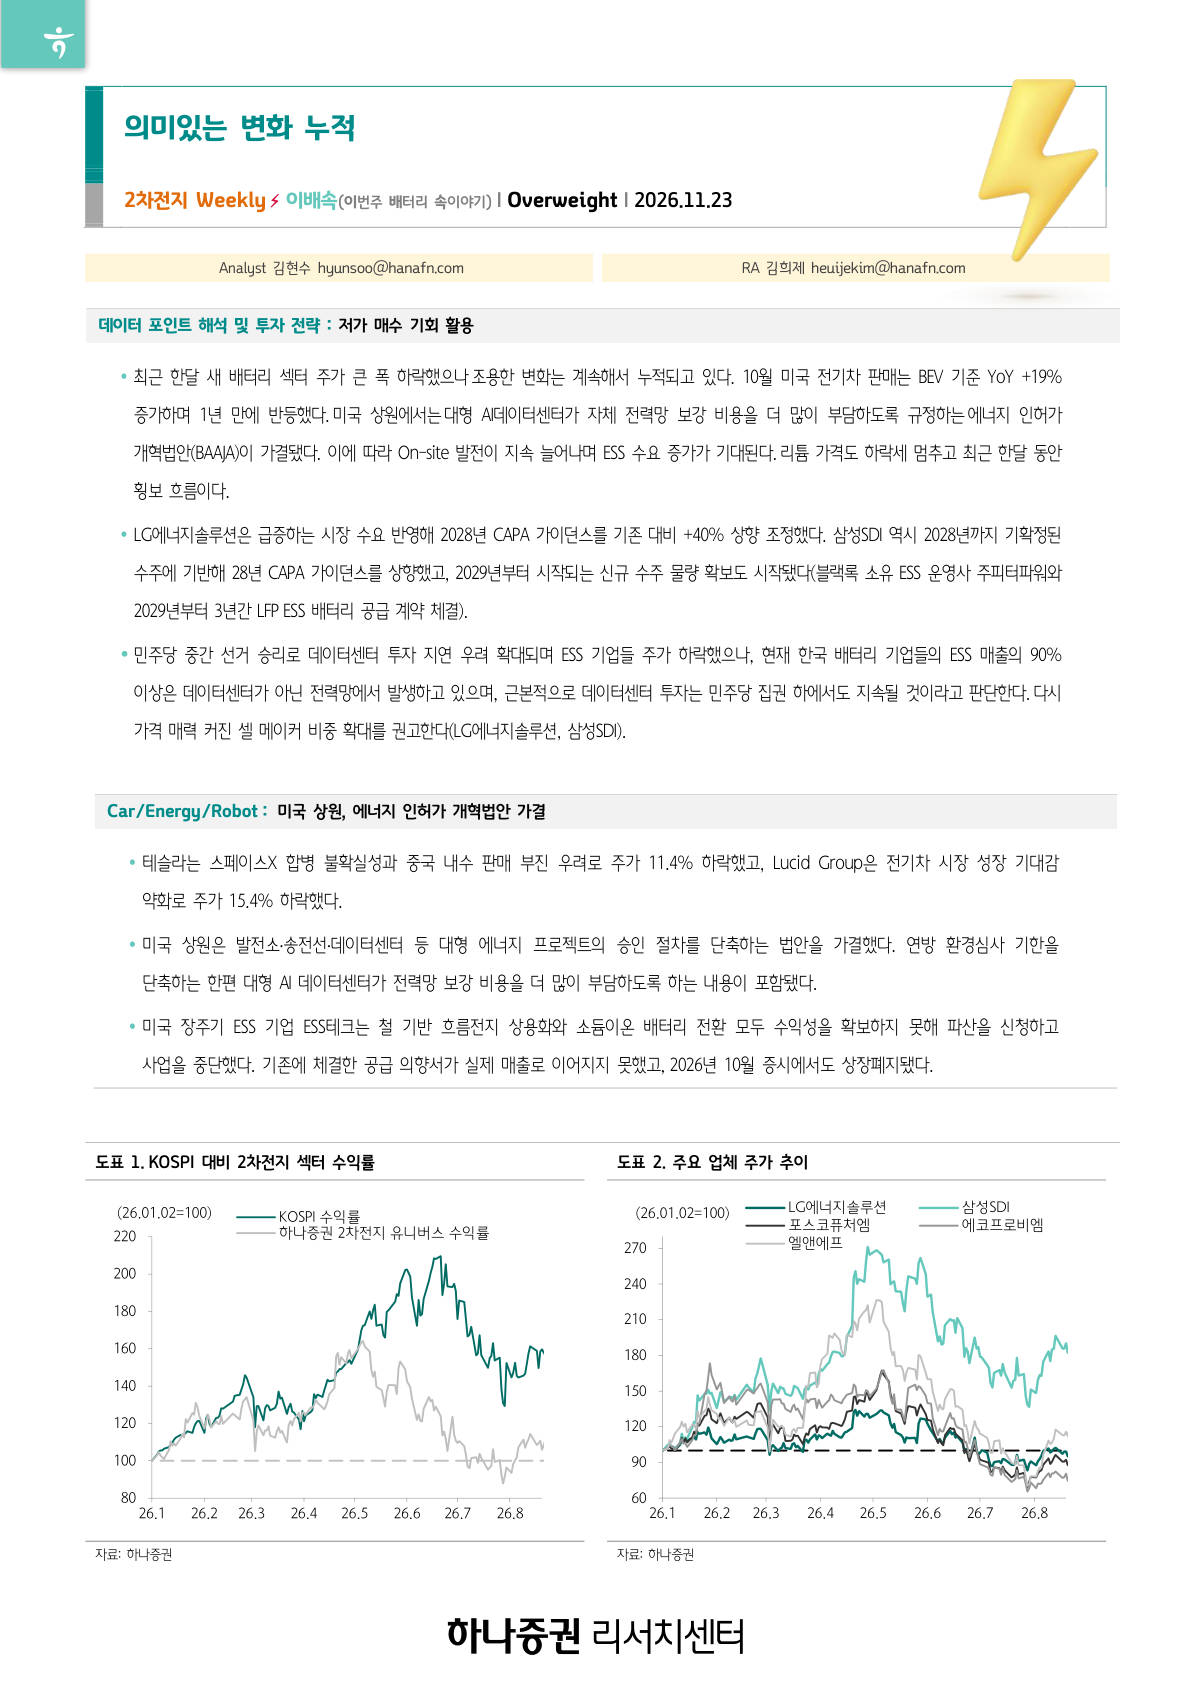 의미있는 변화 누적
2차전지 Weekly⚡이배속(이번주 배터리 속이야기) l Overweight l 2026.11.23
Analyst 김현수 hyunsoo@hanafn.com
RA 김희제 heuijekim@hanafn.com
데이터 포인트 해석 및 투자 전략 : 저가 매수 기회 활용
• 최근 한달 새 배터리 섹터 주가 큰 폭 하락했으나 조용한 변화는 계속해서 누적되고 있다. 10월 미국 전기차 판매는 BEV 기준 YoY +19%
증가하며 1년 만에 반등했다. 미국 상원에서는 대형 AI데이터센터가 자체 전력망 보강 비용을 더 많이 부담하도록 규정하는 에너지 인허가
개혁법안(BAAJA)이 가결됐다. 이에 따라 On-site 발전이 지속 늘어나며 ESS 수요 증가가 기대된다. 리튬 가격도 하락세 멈추고 최근 한달 동안
횡보 흐름이다.
• LG에너지솔루션은 급증하는 시장 수요 반영해 2028년 CAPA 가이던스를 기존 대비 +40% 상향 조정했다. 삼성SDI 역시 2028년까지 기확정된
수주에 기반해 28년 CAPA 가이던스를 상향했고, 2029년부터 시작되는 신규 수주 물량 확보도 시작됐다(블랙록 소유 ESS 운영사 주피터파워와
2029년부터 3년간 LFP ESS 배터리 공급 계약 체결).
• 민주당 중간 선거 승리로 데이터센터 투자 지연 우려 확대되며 ESS 기업들 주가 하락했으나, 현재 한국 배터리 기업들의 ESS 매출의 90%
이상은 데이터센터가 아닌 전력망에서 발생하고 있으며, 근본적으로 데이터센터 투자는 민주당 집권 하에서도 지속될 것이라고 판단한다. 다시
가격 매력 커진 셀 메이커 비중 확대를 권고한다(LG에너지솔루션, 삼성SDI).
Car/Energy/Robot : 미국 상원, 에너지 인허가 개혁법안 가결
• 테슬라는 스페이스X 합병 불확실성과 중국 내수 판매 부진 우려로 주가 11.4% 하락했고, Lucid Group은 전기차 시장 성장 기대감
약화로 주가 15.4% 하락했다.
• 미국 상원은 발전소·송전선·데이터센터 등 대형 에너지 프로젝트의 승인 절차를 단축하는 법안을 가결했다. 연방 환경심사 기한을
단축하는 한편 대형 AI 데이터센터가 전력망 보강 비용을 더 많이 부담하도록 하는 내용이 포함됐다.
• 미국 장주기 ESS 기업 ESS테크는 철 기반 흐름전지 상용화와 소듐이온 배터리 전환 모두 수익성을 확보하지 못해 파산을 신청하고
사업을 중단했다. 기존에 체결한 공급 의향서가 실제 매출로 이어지지 못했고, 2026년 10월 증시에서도 상장폐지됐다.
도표 1. KOSPI 대비 2차전지 섹터 수익률
(26.01.02=100)
KOSPI 수익률
하나증권 2차전지 유니버스 수익률
220
200
180
160
140
120
100
80
26.1 26.2 26.3 26.4 26.5 26.6 26.7 26.8
자료: 하나증권
도표 2. 주요 업체 주가 추이
(26.01.02=100)
LG에너지솔루션 삼성SDI
포스코퓨처엠 에코프로비엠
엘앤에프
270
240
210
180
150
120
90
60
26.1 26.2 26.3 26.4 26.5 26.6 26.7 26.8
자료: 하나증권
하나증권 리서치센터